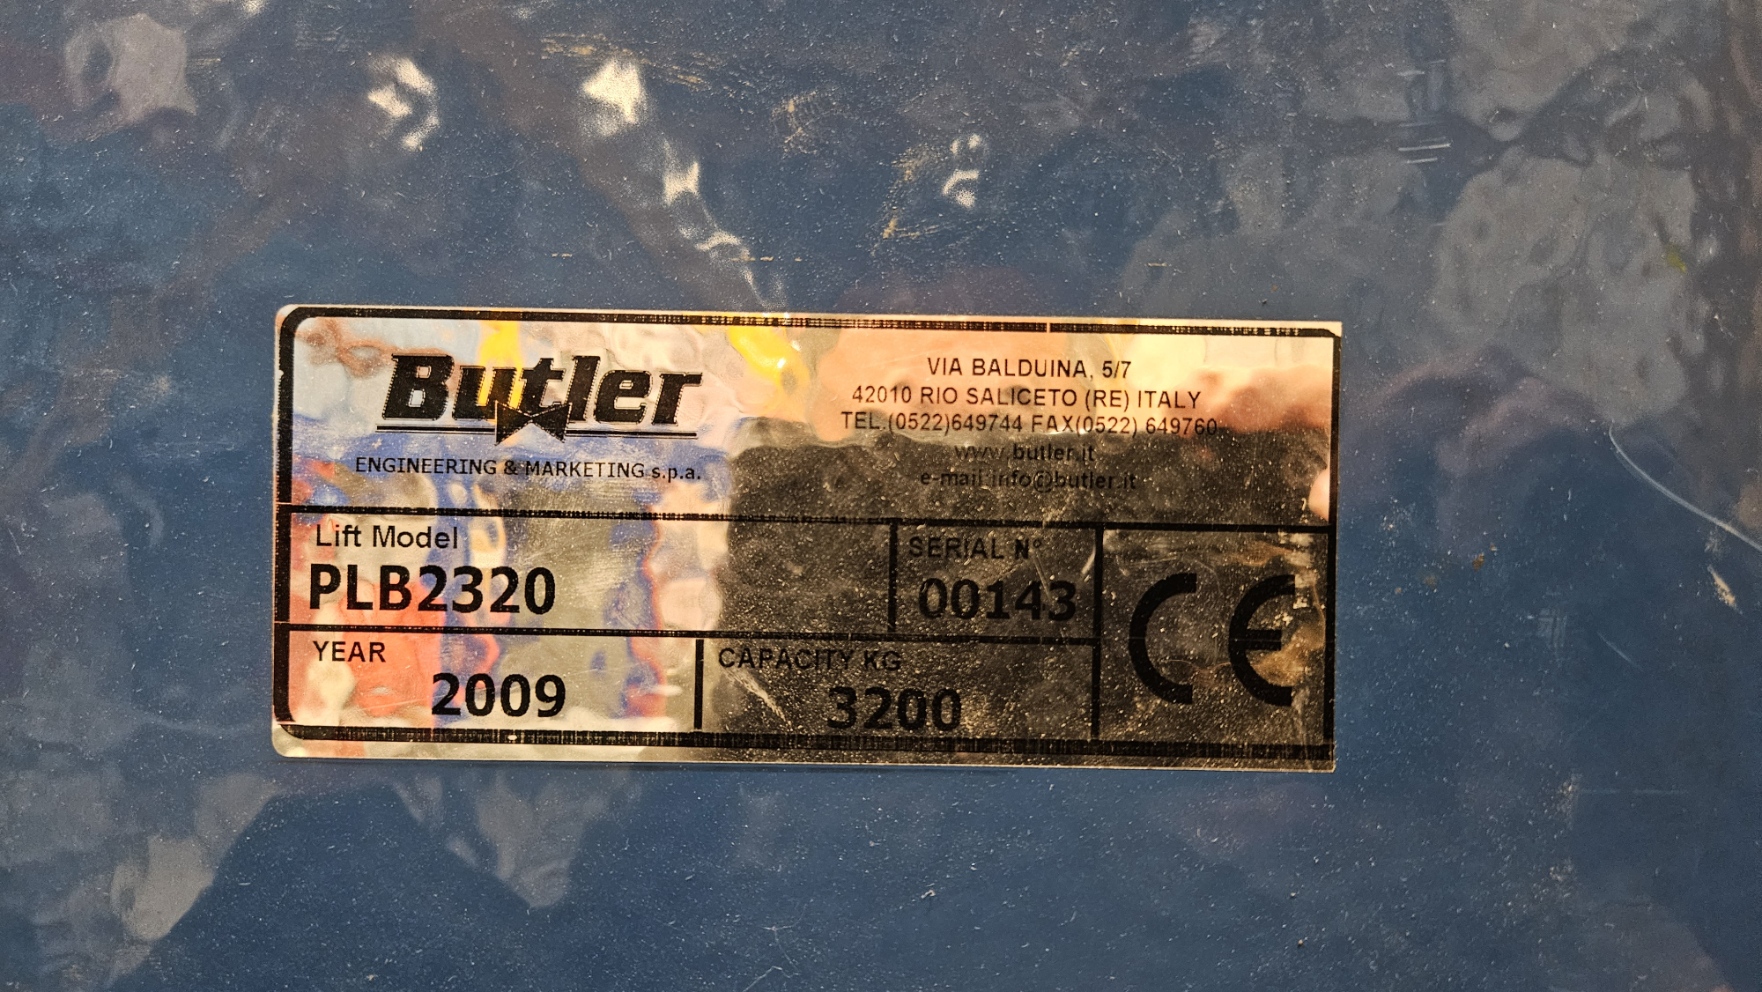 Butler
ENGINEERING & MARKETING s.p.a.
VIA BALDUINA, 5/7
42010 RIO SALICETO (RE) ITALY
TEL.(0522)649744 FAX(0522) 649760
www.butler.it
e-mail info@butler.it
Lift Model
PLB2320
SERIAL N°
00143
YEAR
2009
CAPACITY KG
3200
CE